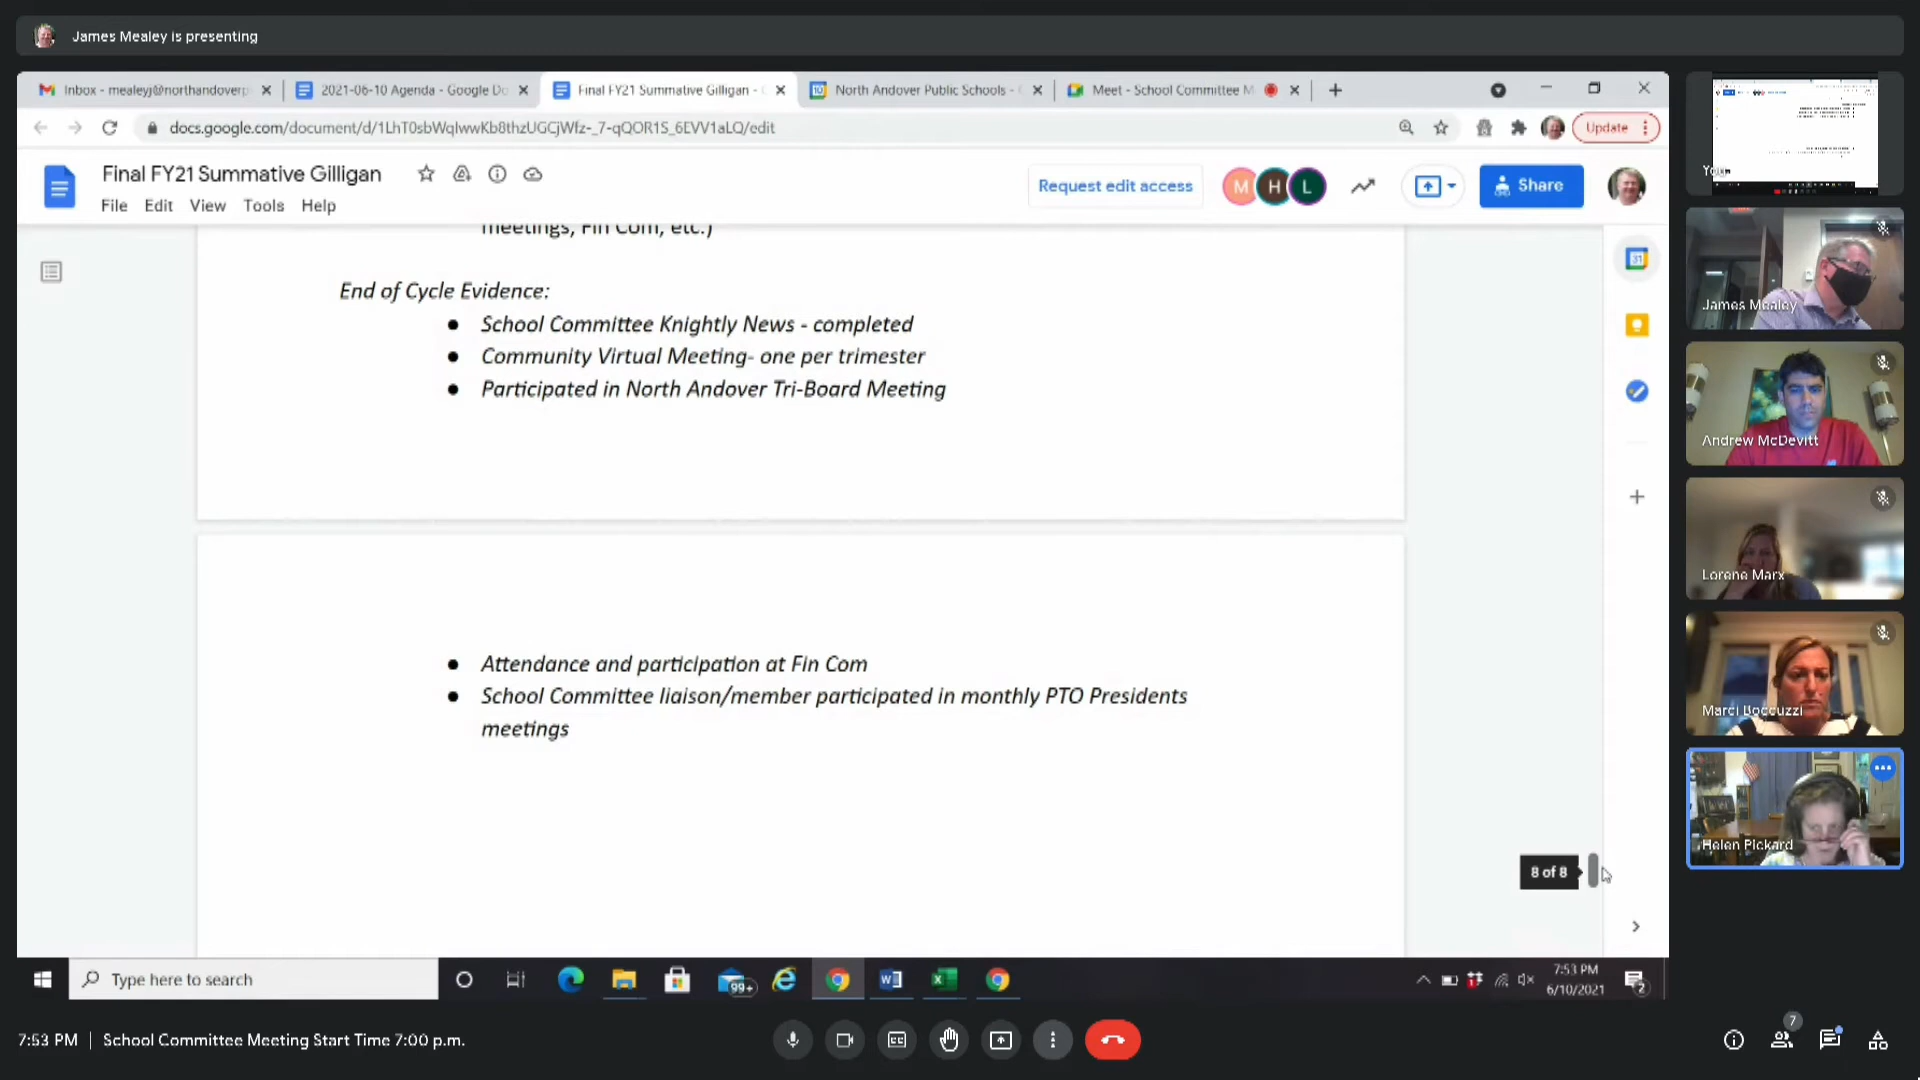 James Mealey is presenting
Inbox - mealeyj@northandoverp
2021-06-10 Agenda - Google Do
Final FY21 Summative Gilligan -
North Andover Public Schools -
Meet - School Committee M
docs.google.com/document/d/1LhT0sbWqIwwKb8thzUGCjWfz-_7-qQOR1S_6EVV1aLQ/edit
Update
Final FY21 Summative Gilligan
File Edit View Tools Help
Request edit access
M H L
Share
meetings, Fin Com, etc.)
End of Cycle Evidence:
● School Committee Knightly News - completed
● Community Virtual Meeting- one per trimester
● Participated in North Andover Tri-Board Meeting
● Attendance and participation at Fin Com
● School Committee liaison/member participated in monthly PTO Presidents
meetings
8 of 8
31
You
James Mealey
Andrew McDevitt
Lorene Marx
Marci Boccuzzi
Helen Pickard
Type here to search
99+
7:53 PM
6/10/2021
2
7:53 PM | School Committee Meeting Start Time 7:00 p.m.
7